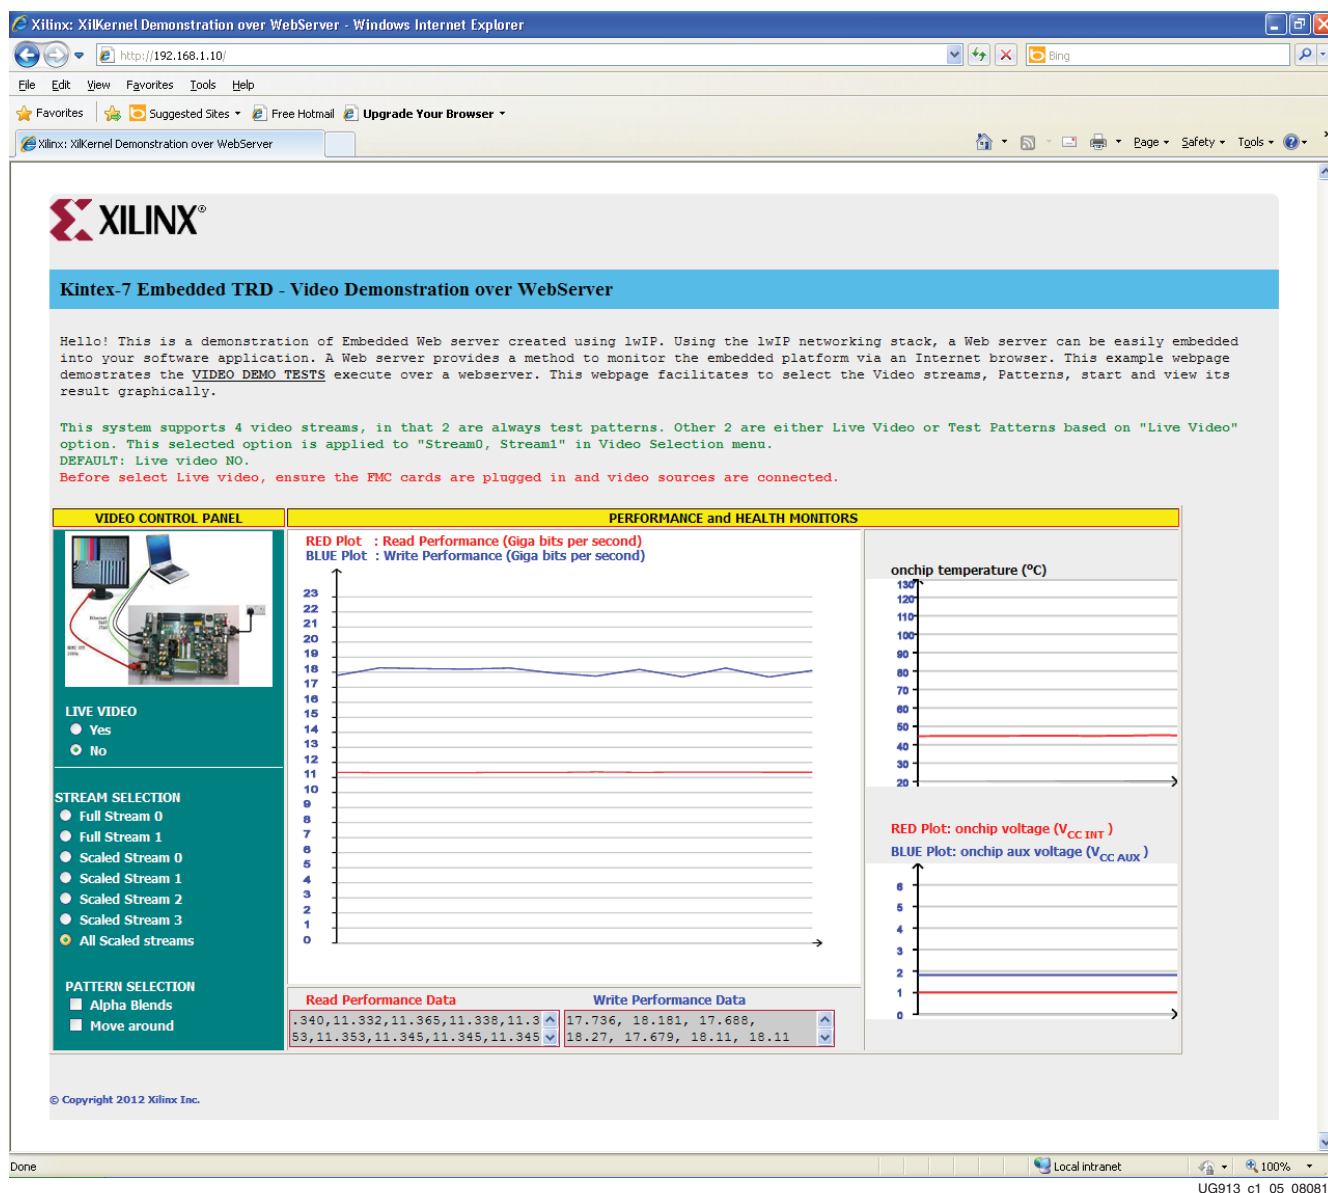 Xilinx: XilKernel Demonstration over WebServer - Windows Internet Explorer
http://192.168.1.10/
Bing
File Edit View Favorites Tools Help
Favorites Suggested Sites Free Hotmail Upgrade Your Browser
Xilinx: XilKernel Demonstration over WebServer
Page Safety Tools
XILINX®
Kintex-7 Embedded TRD - Video Demonstration over WebServer
Hello! This is a demonstration of Embedded Web server created using lwIP. Using the lwIP networking stack, a Web server can be easily embedded
into your software application. A Web server provides a method to monitor the embedded platform via an Internet browser. This example webpage
demostrates the VIDEO DEMO TESTS execute over a webserver. This webpage facilitates to select the Video streams, Patterns, start and view its
result graphically.
This system supports 4 video streams, in that 2 are always test patterns. Other 2 are either Live Video or Test Patterns based on "Live Video"
option. This selected option is applied to "Stream0, Stream1" in Video Selection menu.
DEFAULT: Live video NO.
Before select Live video, ensure the FMC cards are plugged in and video sources are connected.
VIDEO CONTROL PANEL
LIVE VIDEO
Yes
No
STREAM SELECTION
Full Stream 0
Full Stream 1
Scaled Stream 0
Scaled Stream 1
Scaled Stream 2
Scaled Stream 3
All Scaled streams
PATTERN SELECTION
Alpha Blends
Move around
PERFORMANCE and HEALTH MONITORS
RED Plot : Read Performance (Giga bits per second)
BLUE Plot : Write Performance (Giga bits per second)
23
22
21
20
19
18
17
16
15
14
13
12
11
10
9
8
7
6
5
4
3
2
1
0
Read Performance Data
.340,11.332,11.365,11.338,11.3
53,11.353,11.345,11.345,11.345
Write Performance Data
17.736, 18.181, 17.688,
18.27, 17.679, 18.11, 18.11
onchip temperature (ºC)
130
120
110
100
90
80
70
60
50
40
30
20
RED Plot: onchip voltage (VCC INT )
BLUE Plot: onchip aux voltage (VCC AUX )
6
5
4
3
2
1
0
© Copyright 2012 Xilinx Inc.
Done
Local intranet
100%
UG913_c1_05_08081